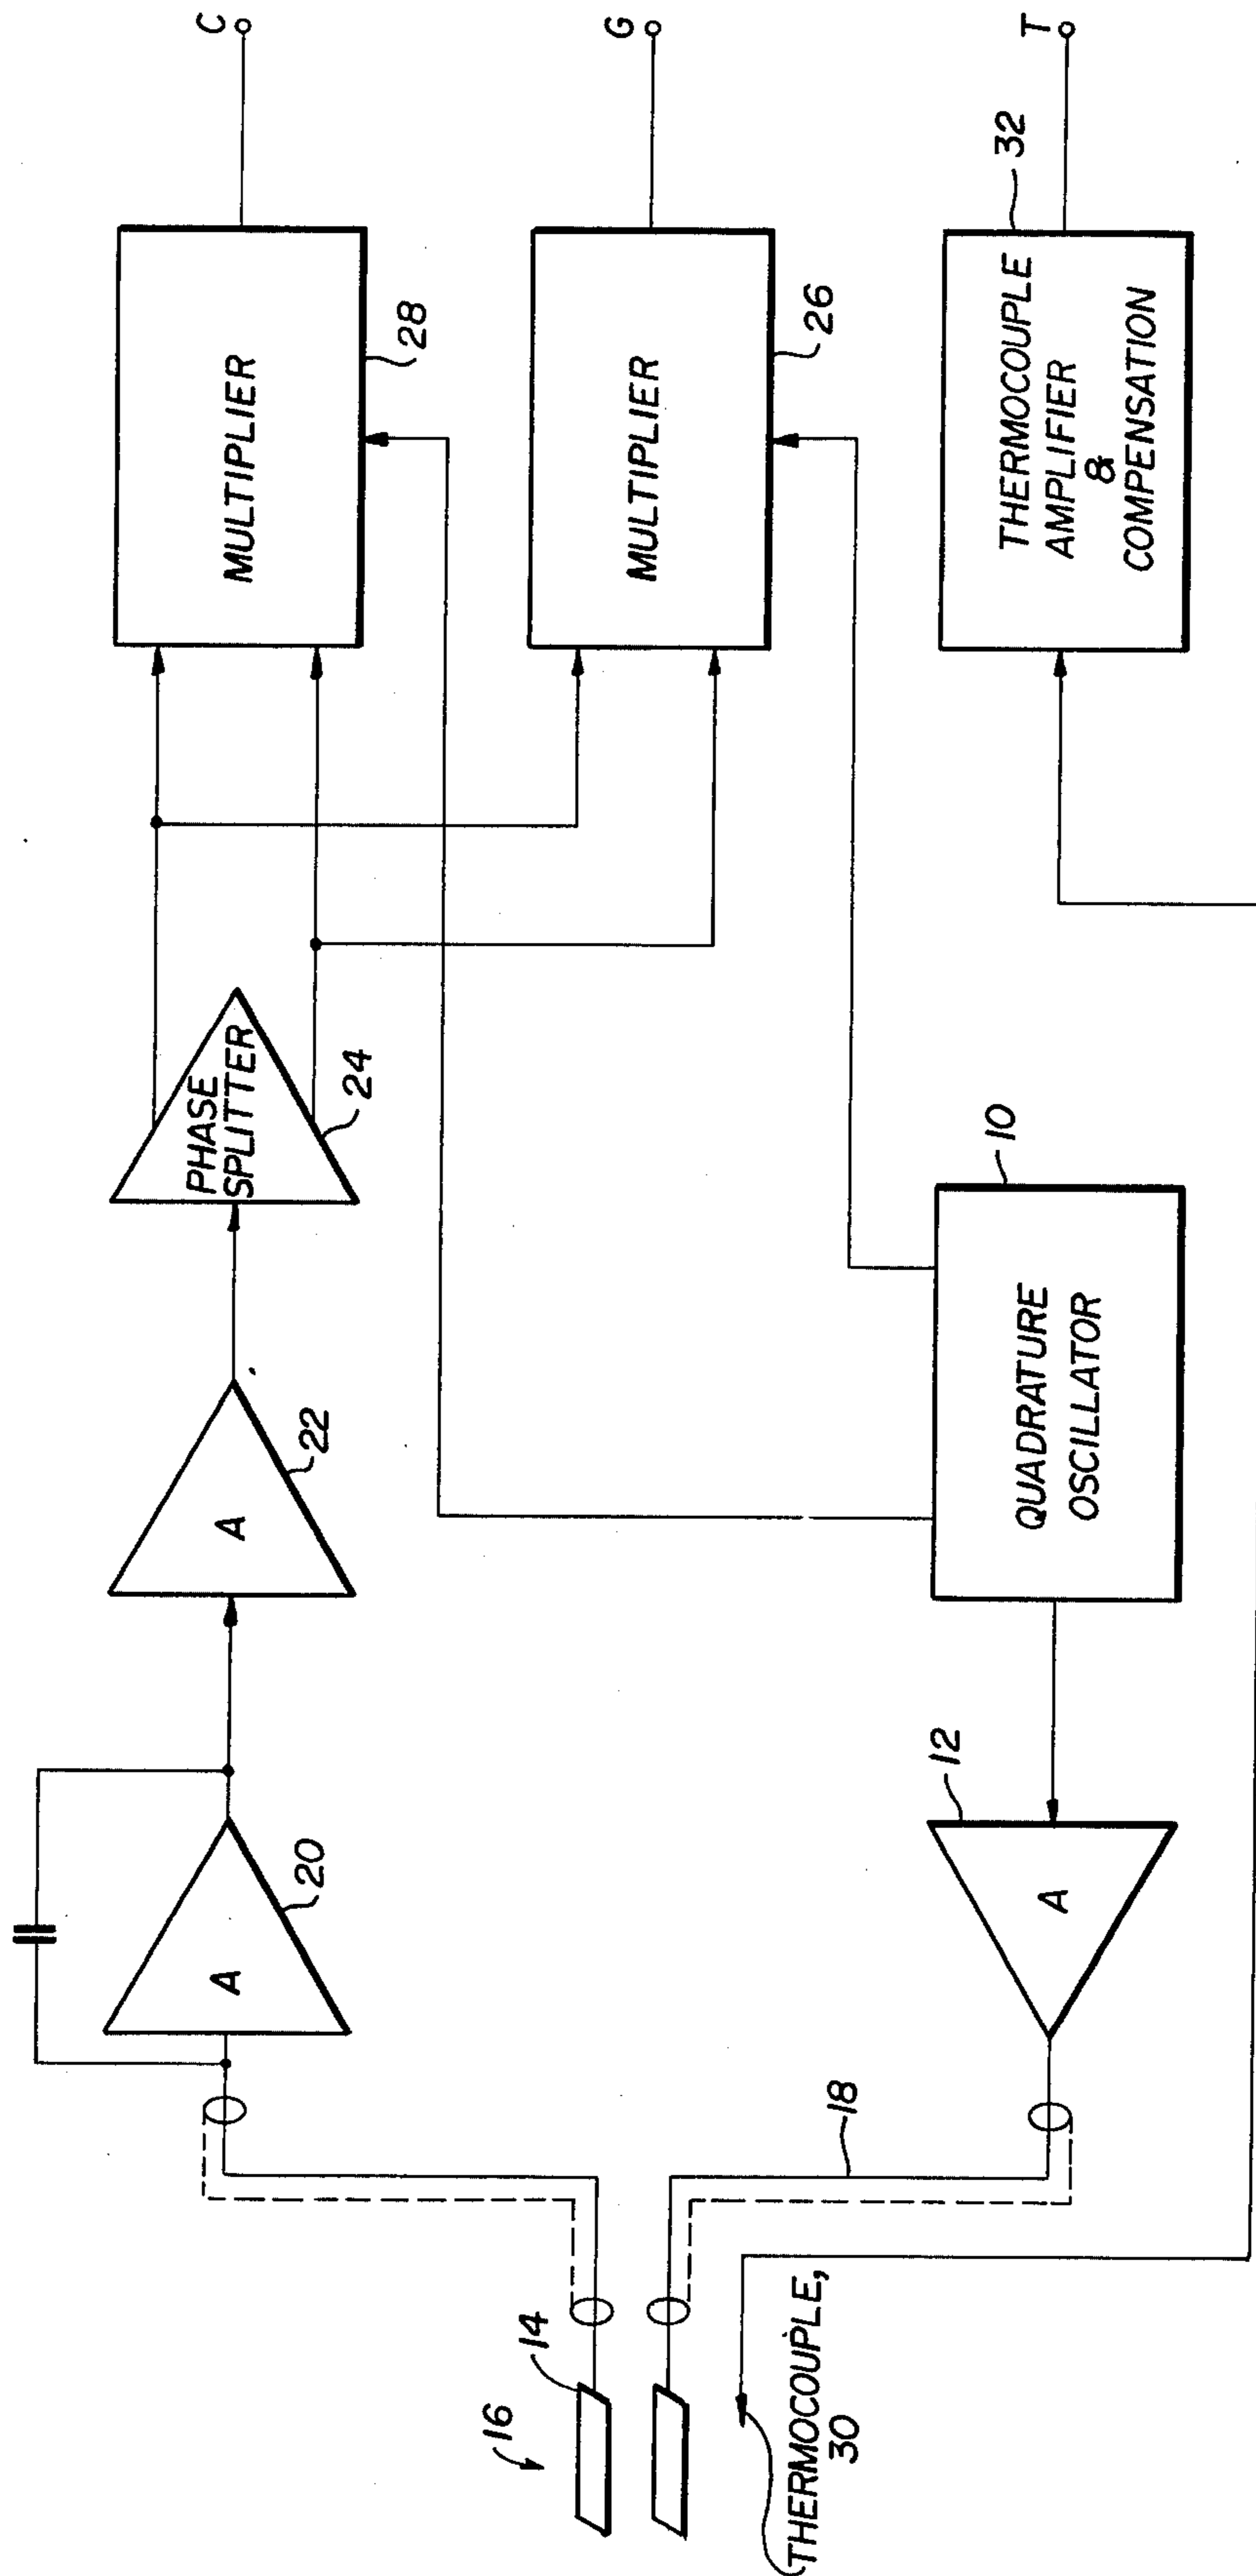 C
G
T
MULTIPLIER
28
MULTIPLIER
26
THERMOCOUPLE
AMPLIFIER
&
COMPENSATION
32
PHASE
SPLITTER
24
A
22
A
20
QUADRATURE
OSCILLATOR
10
A
12
18
14
16
THERMOCOUPLE,
30